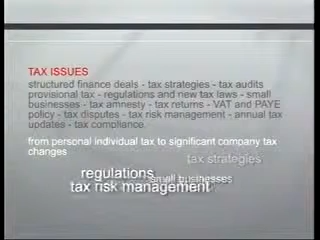 TAX ISSUES
structured finance deals - tax strategies - tax audits
provisional tax - regulations and new tax laws - small
businesses - tax amnesty - tax returns - VAT and PAYE
policy - tax disputes - tax risk management - annual tax
updates - tax compliance.
from personal individual tax to significant company tax
changes
tax strategies
regulations
small businesses
tax risk management